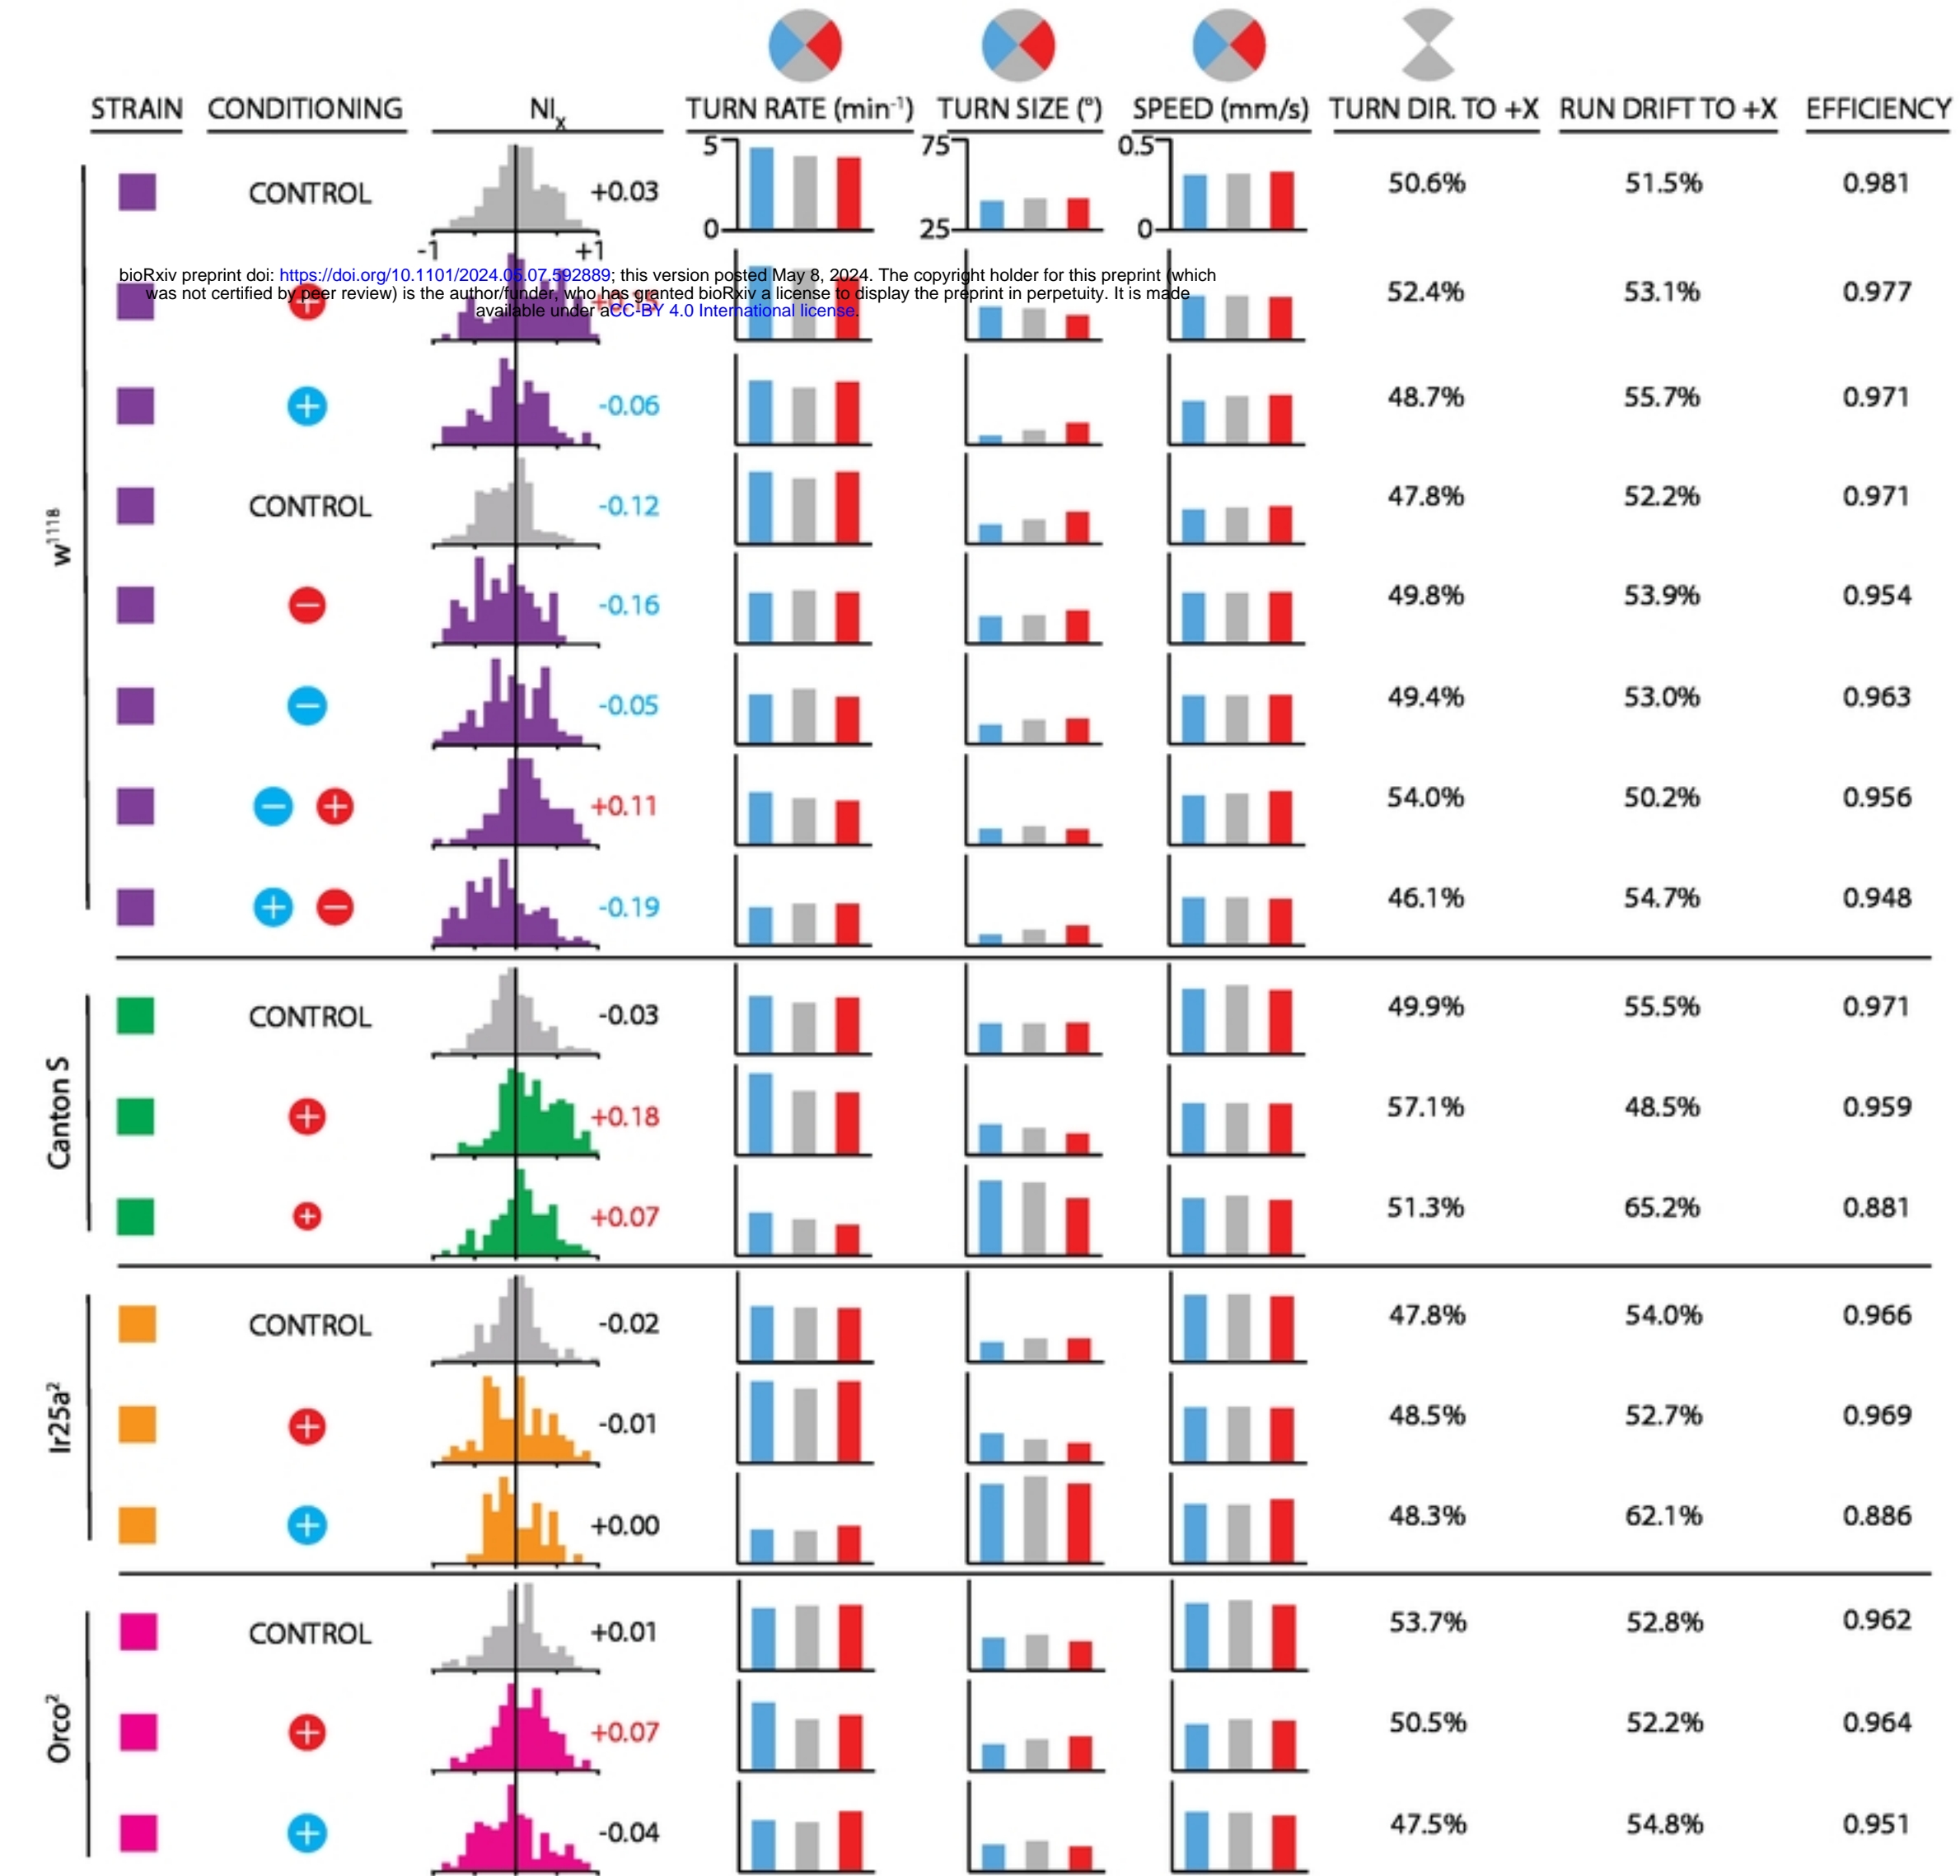 STRAIN CONDITIONING NIx TURN RATE (min⁻¹) TURN SIZE (°) SPEED (mm/s) TURN DIR. TO +X RUN DRIFT TO +X EFFICIENCY
5 75 0.5
CONTROL +0.03 50.6% 51.5% 0.981
0 25 0
-1 +1
bioRxiv preprint doi: https://doi.org/10.1101/2024.05.07.592889; this version posted May 8, 2024. The copyright holder for this preprint (which
was not certified by peer review) is the author/funder, who has granted bioRxiv a license to display the preprint in perpetuity. It is made
available under aCC-BY 4.0 International license.
+ 52.4% 53.1% 0.977
+ -0.06 48.7% 55.7% 0.971
w¹¹¹⁸
CONTROL -0.12 47.8% 52.2% 0.971
− -0.16 49.8% 53.9% 0.954
− -0.05 49.4% 53.0% 0.963
− + +0.11 54.0% 50.2% 0.956
+ − -0.19 46.1% 54.7% 0.948
Canton S
CONTROL -0.03 49.9% 55.5% 0.971
+ +0.18 57.1% 48.5% 0.959
+ +0.07 51.3% 65.2% 0.881
Ir25a²
CONTROL -0.02 47.8% 54.0% 0.966
+ -0.01 48.5% 52.7% 0.969
+ +0.00 48.3% 62.1% 0.886
Orco²
CONTROL +0.01 53.7% 52.8% 0.962
+ +0.07 50.5% 52.2% 0.964
+ -0.04 47.5% 54.8% 0.951